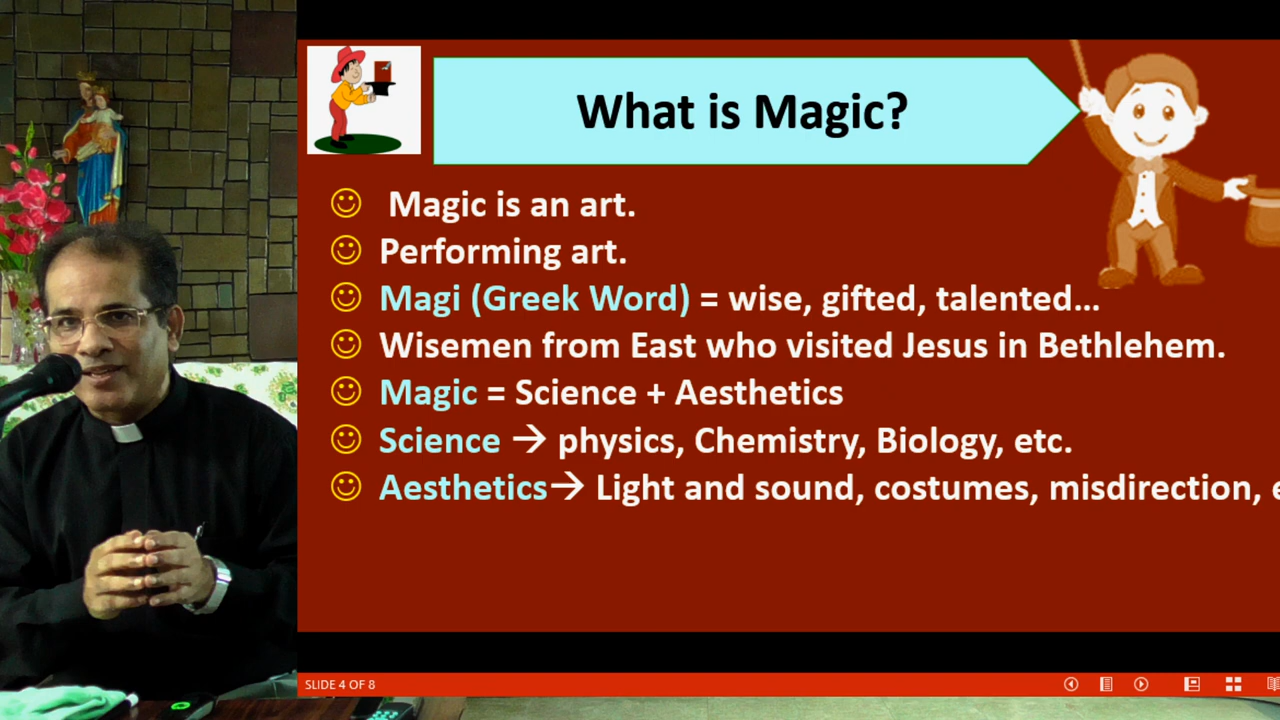 What is Magic?
Magic is an art.
Performing art.
Magi (Greek Word) = wise, gifted, talented...
Wisemen from East who visited Jesus in Bethlehem.
Magic = Science + Aesthetics
Science → physics, Chemistry, Biology, etc.
Aesthetics→ Light and sound, costumes, misdirection,
SLIDE 4 OF 8